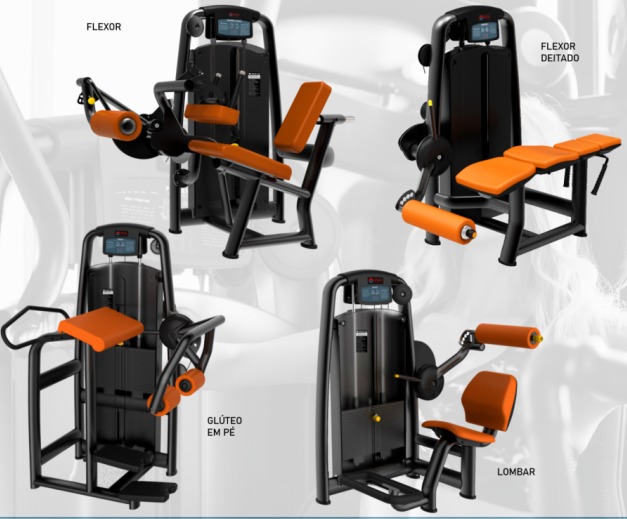 FLEXOR
FLEXOR
DEITADO
GLÚTEO
EM PÉ
LOMBAR